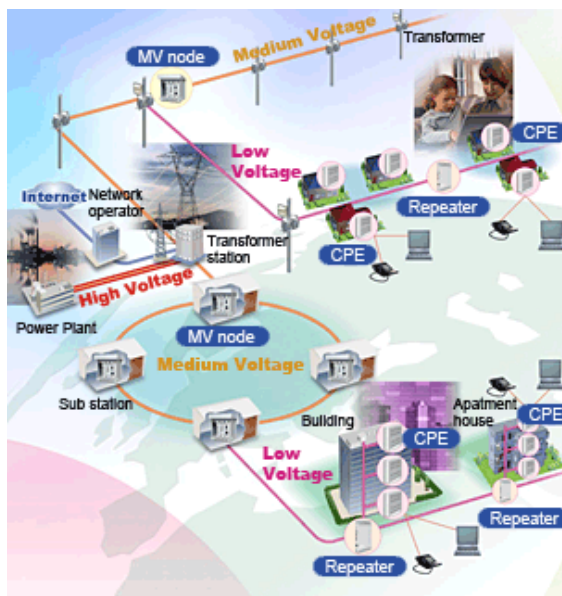 Medium Voltage
Transformer
MV node
CPE
Low
Voltage
Internet
Network
operator
Repeater
Transformer
station
CPE
High Voltage
Power Plant
MV node
Medium Voltage
Sub station
Building
Apatment
house
CPE
CPE
Low
Voltage
Repeater
Repeater